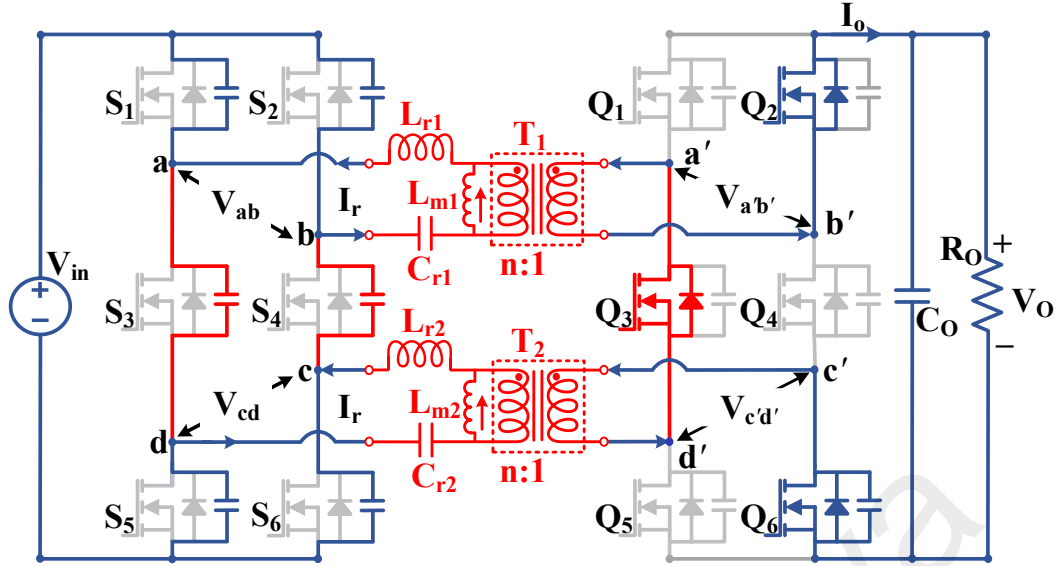 I_o
S_1
S_2
Q_1
Q_2
L_r1
T_1
a
a′
V_ab
I_r
L_m1
V_a′b′
b
b′
C_r1
n:1
V_in
+
−
S_3
S_4
Q_3
Q_4
R_O
+
C_O
V_O
−
L_r2
T_2
c
c′
V_cd
I_r
L_m2
V_c′d′
d
d′
C_r2
n:1
S_5
S_6
Q_5
Q_6